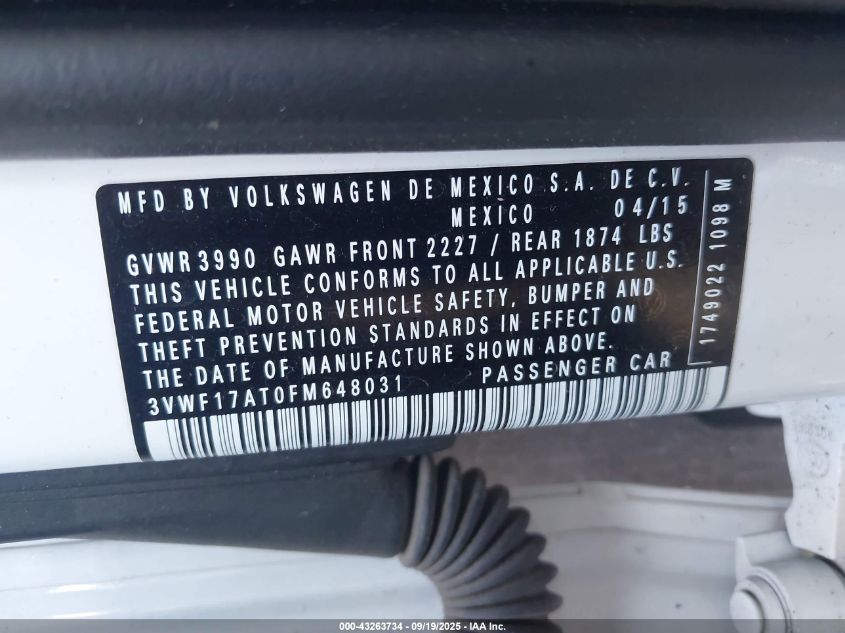 MFD BY VOLKSWAGEN DE MEXICO S.A. DE C.V.
MEXICO 04/15
GVWR 3990 GAWR FRONT 2227 / REAR 1874 LBS
THIS VEHICLE CONFORMS TO ALL APPLICABLE U.S.
FEDERAL MOTOR VEHICLE SAFETY, BUMPER AND
THEFT PREVENTION STANDARDS IN EFFECT ON
THE DATE OF MANUFACTURE SHOWN ABOVE.
3VWF17AT0FM648031 PASSENGER CAR
1749022 1098 M
000-43263734 - 09/19/2025 - IAA Inc.